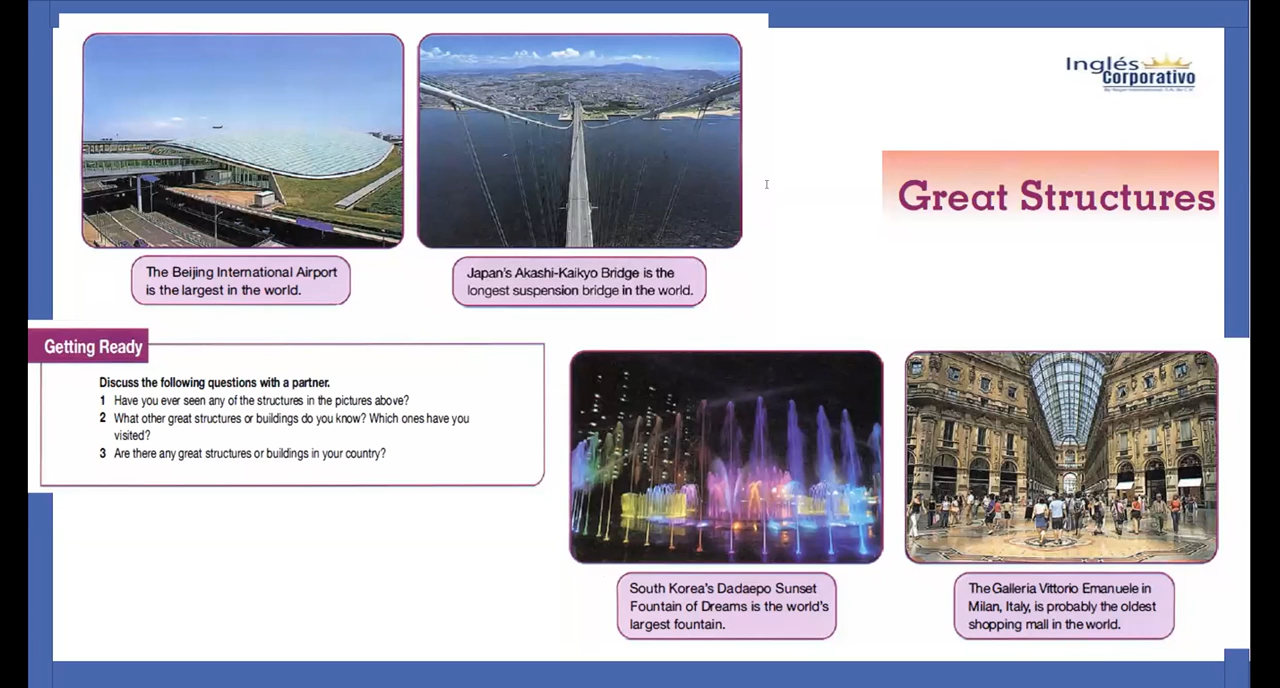 Inglés
Corporativo
Great Structures
The Beijing International Airport
is the largest in the world.
Japan's Akashi-Kaikyo Bridge is the
longest suspension bridge in the world.
Getting Ready
Discuss the following questions with a partner.
1 Have you ever seen any of the structures in the pictures above?
2 What other great structures or buildings do you know? Which ones have you
visited?
3 Are there any great structures or buildings in your country?
South Korea's Dadaepo Sunset
Fountain of Dreams is the world's
largest fountain.
The Galleria Vittorio Emanuele in
Milan, Italy, is probably the oldest
shopping mall in the world.